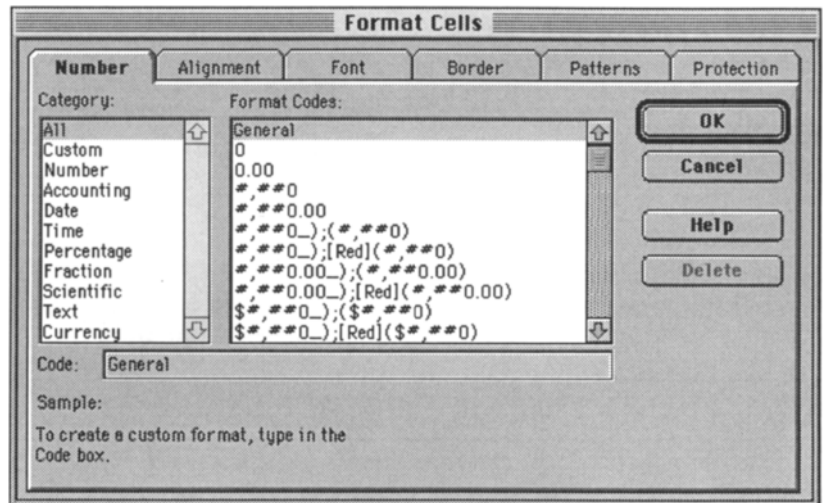 Format Cells
Number Alignment Font Border Patterns Protection
Category:
All
Custom
Number
Accounting
Date
Time
Percentage
Fraction
Scientific
Text
Currency
Format Codes:
General
0
0.00
#,##0
#,##0.00
#,##0_);(#,##0)
#,##0_);[Red](#,##0)
#,##0.00_);(#,##0.00)
#,##0.00_);[Red](#,##0.00)
$#,##0_);($#,##0)
$#,##0_);[Red]($#,##0)
OK
Cancel
Help
Delete
Code: General
Sample:
To create a custom format, type in the
Code box.